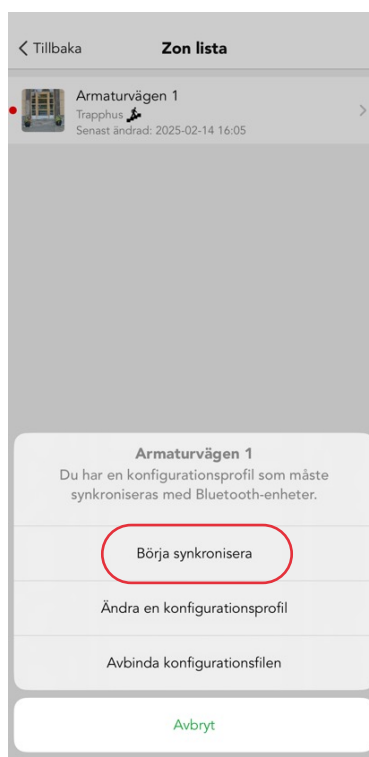 Tillbaka Zon lista
Armaturvägen 1
Trapphus
Senast ändrad: 2025-02-14 16:05
Armaturvägen 1
Du har en konfigurationsprofil som måste
synkroniseras med Bluetooth-enheter.
Börja synkronisera
Ändra en konfigurationsprofil
Avbinda konfigurationsfilen
Avbryt